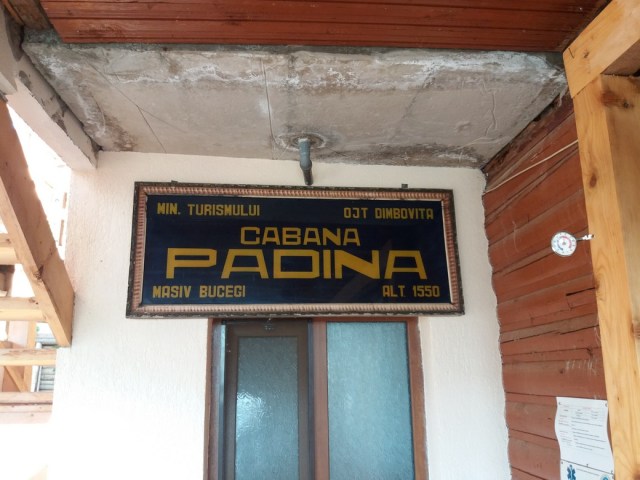 MIN. TURISMULUI OJT DIMBOVITA
CABANA
PADINA
MASIV BUCEGI ALT. 1550